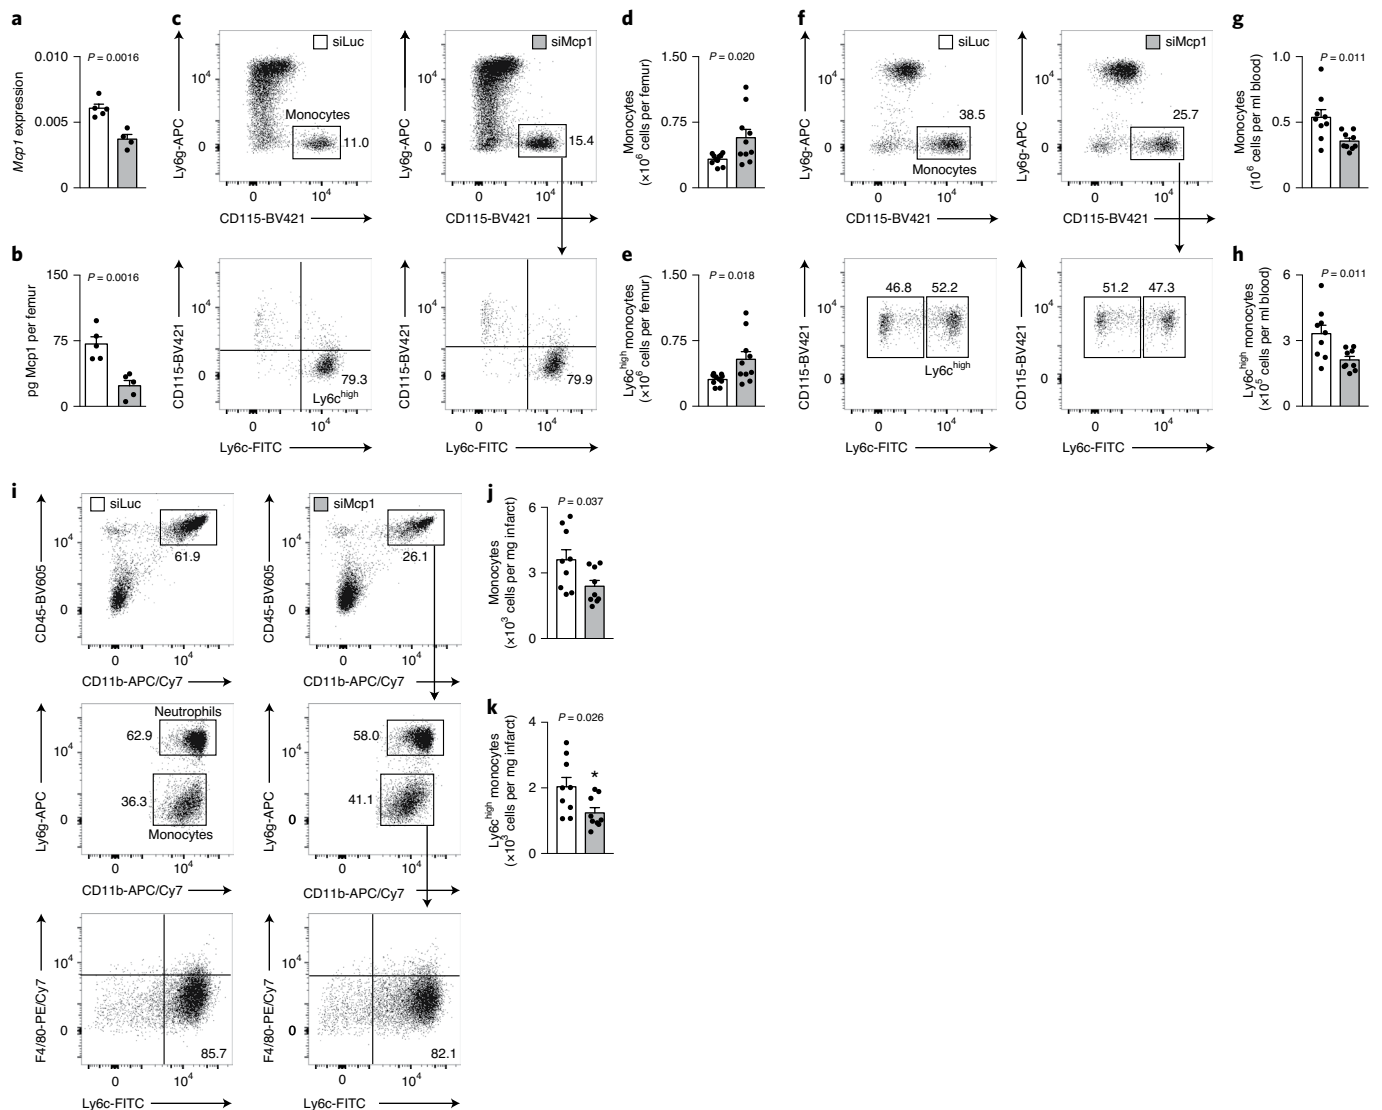 a
0.010
0.005
0
Mcp1 expression
P = 0.0016
b
150
75
0
pg Mcp1 per femur
P = 0.0016
c
siLuc
10⁴
0
Ly6g-APC
Monocytes
11.0
0
10⁴
CD115-BV421
siMcp1
10⁴
0
Ly6g-APC
15.4
0
10⁴
CD115-BV421
10⁴
0
CD115-BV421
79.3
Ly6c^high
0
10⁴
Ly6c-FITC
10⁴
0
CD115-BV421
79.9
0
10⁴
Ly6c-FITC
d
1.50
0.75
0
Monocytes
(×10⁶ cells per femur)
P = 0.020
e
1.50
0.75
0
Ly6c^high monocytes
(×10⁶ cells per femur)
P = 0.018
f
siLuc
10⁴
0
Ly6g-APC
38.5
Monocytes
0
10⁴
CD115-BV421
siMcp1
10⁴
0
Ly6g-APC
25.7
0
10⁴
CD115-BV421
10⁴
0
CD115-BV421
46.8
52.2
Ly6c^high
0
10⁴
Ly6c-FITC
10⁴
0
CD115-BV421
51.2
47.3
0
10⁴
Ly6c-FITC
g
1.0
0.5
0
Monocytes
(10⁶ cells per ml blood)
P = 0.011
h
6
3
0
Ly6c^high monocytes
(×10⁵ cells per ml blood)
P = 0.011
i
siLuc
10⁴
0
CD45-BV605
61.9
0
10⁴
CD11b-APC/Cy7
siMcp1
10⁴
0
CD45-BV605
26.1
0
10⁴
CD11b-APC/Cy7
Neutrophils
62.9
10⁴
36.3
0
Ly6g-APC
Monocytes
0
10⁴
CD11b-APC/Cy7
58.0
10⁴
41.1
0
Ly6g-APC
0
10⁴
CD11b-APC/Cy7
10⁴
0
F4/80-PE/Cy7
85.7
0
10⁴
Ly6c-FITC
10⁴
0
F4/80-PE/Cy7
82.1
0
10⁴
Ly6c-FITC
j
6
3
0
Monocytes
(×10³ cells per mg infarct)
P = 0.037
k
4
2
0
Ly6c^high monocytes
(×10³ cells per mg infarct)
P = 0.026
*